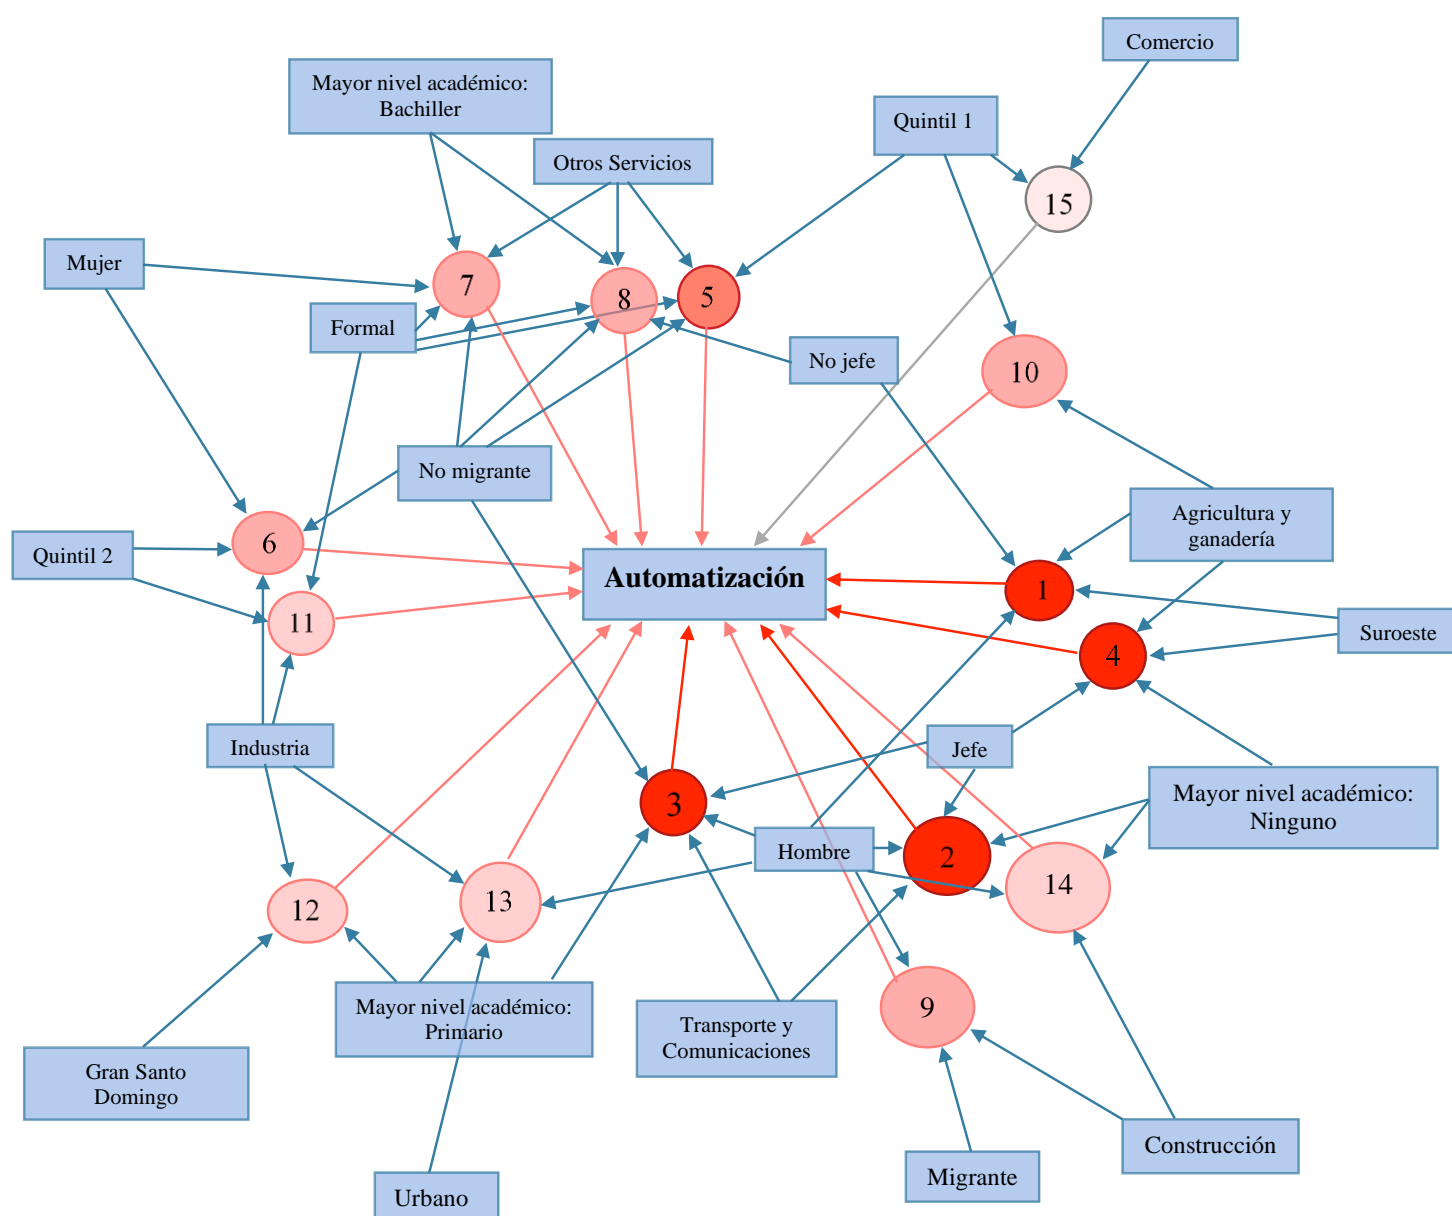 Comercio
Mayor nivel académico:
Bachiller
Quintil 1
Otros Servicios
15
Mujer
7
8
5
Formal
No jefe
10
No migrante
Agricultura y
ganadería
Quintil 2
6
Automatización
1
11
4
Suroeste
Industria
Jefe
3
Mayor nivel académico:
Ninguno
Hombre
2
14
12
13
9
Mayor nivel académico:
Primario
Transporte y
Comunicaciones
Gran Santo
Domingo
Construcción
Migrante
Urbano